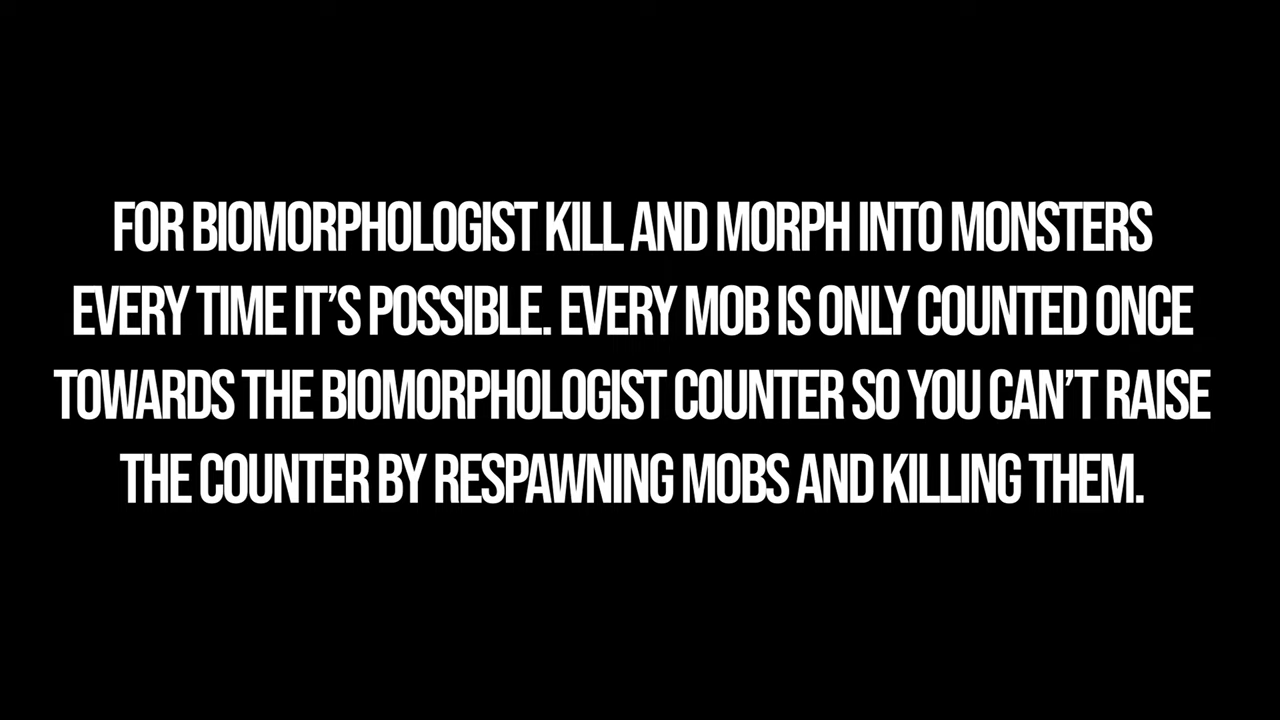 FOR BIOMORPHOLOGIST KILL AND MORPH INTO MONSTERS
EVERY TIME IT’S POSSIBLE. EVERY MOB IS ONLY COUNTED ONCE
TOWARDS THE BIOMORPHOLOGIST COUNTER SO YOU CAN’T RAISE
THE COUNTER BY RESPAWNING MOBS AND KILLING THEM.